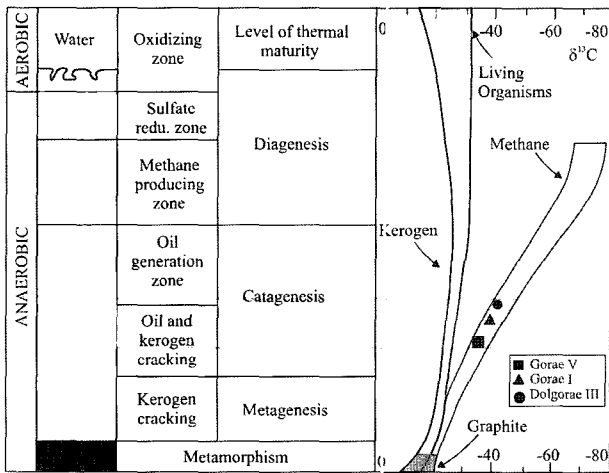 AEROBIC
Water
Oxidizing
zone
Level of thermal
maturity
ANAEROBIC
Sulfate
redu. zone
Methane
producing
zone
Diagenesis
Oil
generation
zone
Oil and
kerogen
cracking
Catagenesis
Kerogen
cracking
Metagenesis
Metamorphism
0
-20
-40
-60
-80
δ¹³C
Living
Organisms
Methane
Kerogen
Gorae V
Gorae I
Dolgorae III
Graphite
0
-20
-40
-60
-80